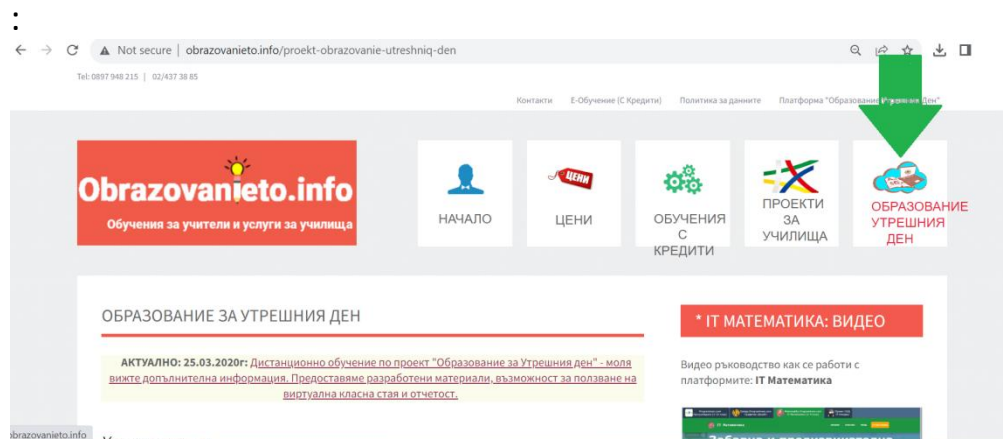 :
Not secure | obrazovanieto.info/proekt-obrazovanie-utreshniq-den
Tel: 0897 948 215 | 02/437 38 85
Контакти Е-Обучение (С Кредити) Политика за данните Платформа "Образование Ден"
Obrazovanieto.info
Обучения за учители и услуги за училища
НАЧАЛО
ЦЕНИ
ЦЕНИ
ОБУЧЕНИЯ
С
КРЕДИТИ
ПРОЕКТИ
ЗА
УЧИЛИЩА
ОБРАЗОВАНИЕ
УТРЕШНИЯ
ДЕН
ОБРАЗОВАНИЕ ЗА УТРЕШНИЯ ДЕН
АКТУАЛНО: 25.03.2020г: Дистанционно обучение по проект "Образование за Утрешния ден" - моля
вижте допълнителна информация. Предоставяме разработени материали, възможност за ползване на
виртуална класна стая и отчетост.
* IT МАТЕМАТИКА: ВИДЕО
Видео ръководство как се работи с
платформите: IT Математика
IT Математика
obrazovanieto.info